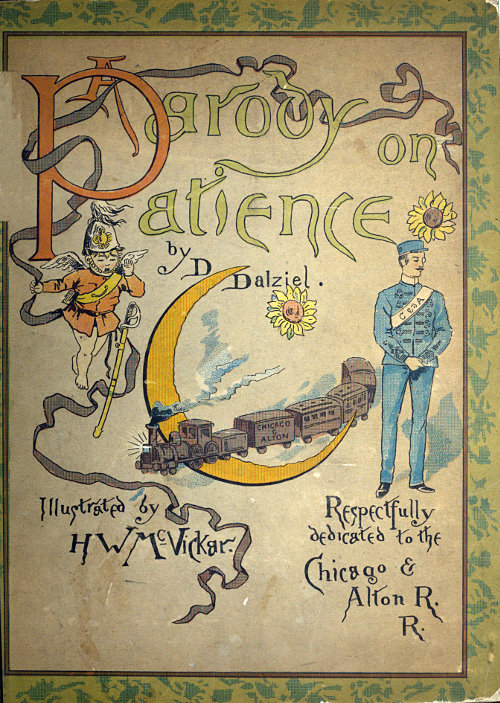 A Parody on
Patience
by D Dalziel.
C & A
CHICAGO
&
ALTON
Illustrated by
H W McVickar.
Respectfully
dedicated to the
Chicago &
Alton R.
R.